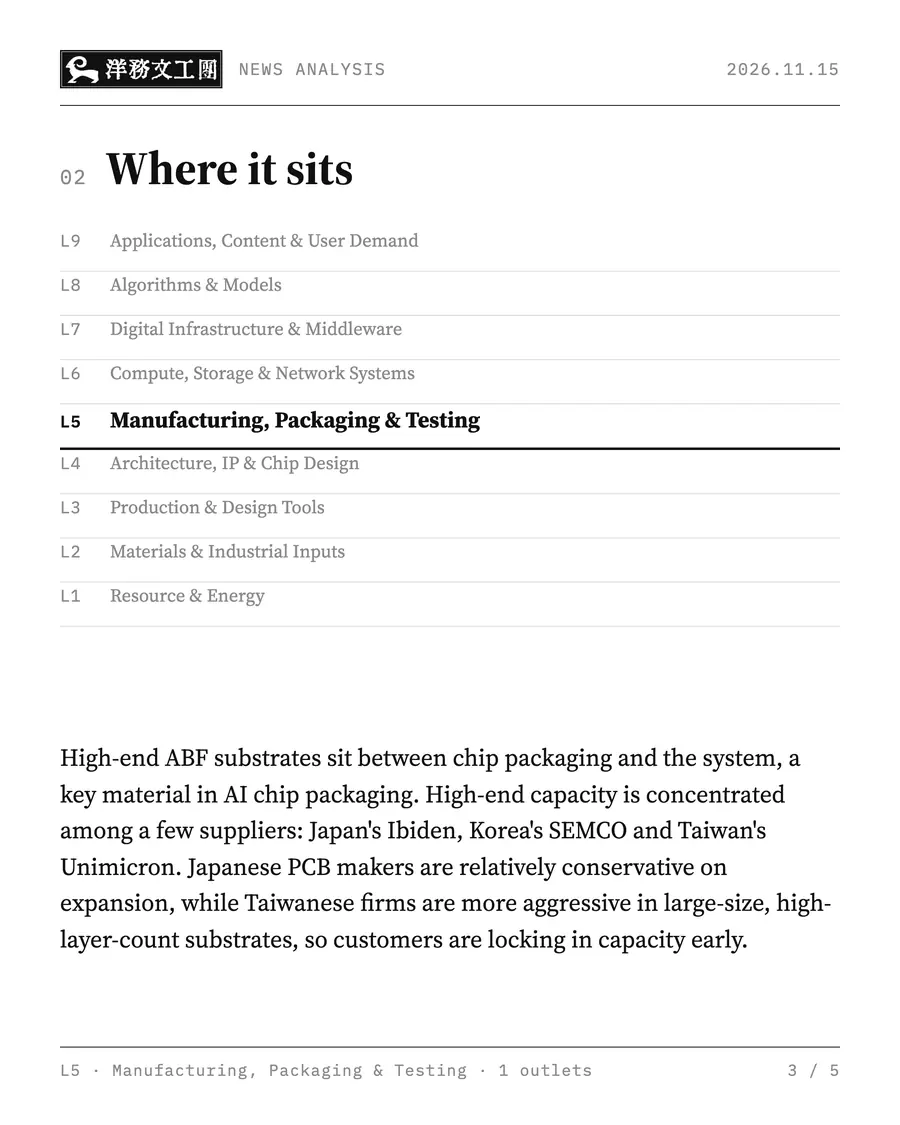 洋務文工團 NEWS ANALYSIS 2026.11.15
02 Where it sits
L9 Applications, Content & User Demand
L8 Algorithms & Models
L7 Digital Infrastructure & Middleware
L6 Compute, Storage & Network Systems
L5 Manufacturing, Packaging & Testing
L4 Architecture, IP & Chip Design
L3 Production & Design Tools
L2 Materials & Industrial Inputs
L1 Resource & Energy
High-end ABF substrates sit between chip packaging and the system, a
key material in AI chip packaging. High-end capacity is concentrated
among a few suppliers: Japan's Ibiden, Korea's SEMCO and Taiwan's
Unimicron. Japanese PCB makers are relatively conservative on
expansion, while Taiwanese firms are more aggressive in large-size, high-
layer-count substrates, so customers are locking in capacity early.
L5 · Manufacturing, Packaging & Testing · 1 outlets 3 / 5